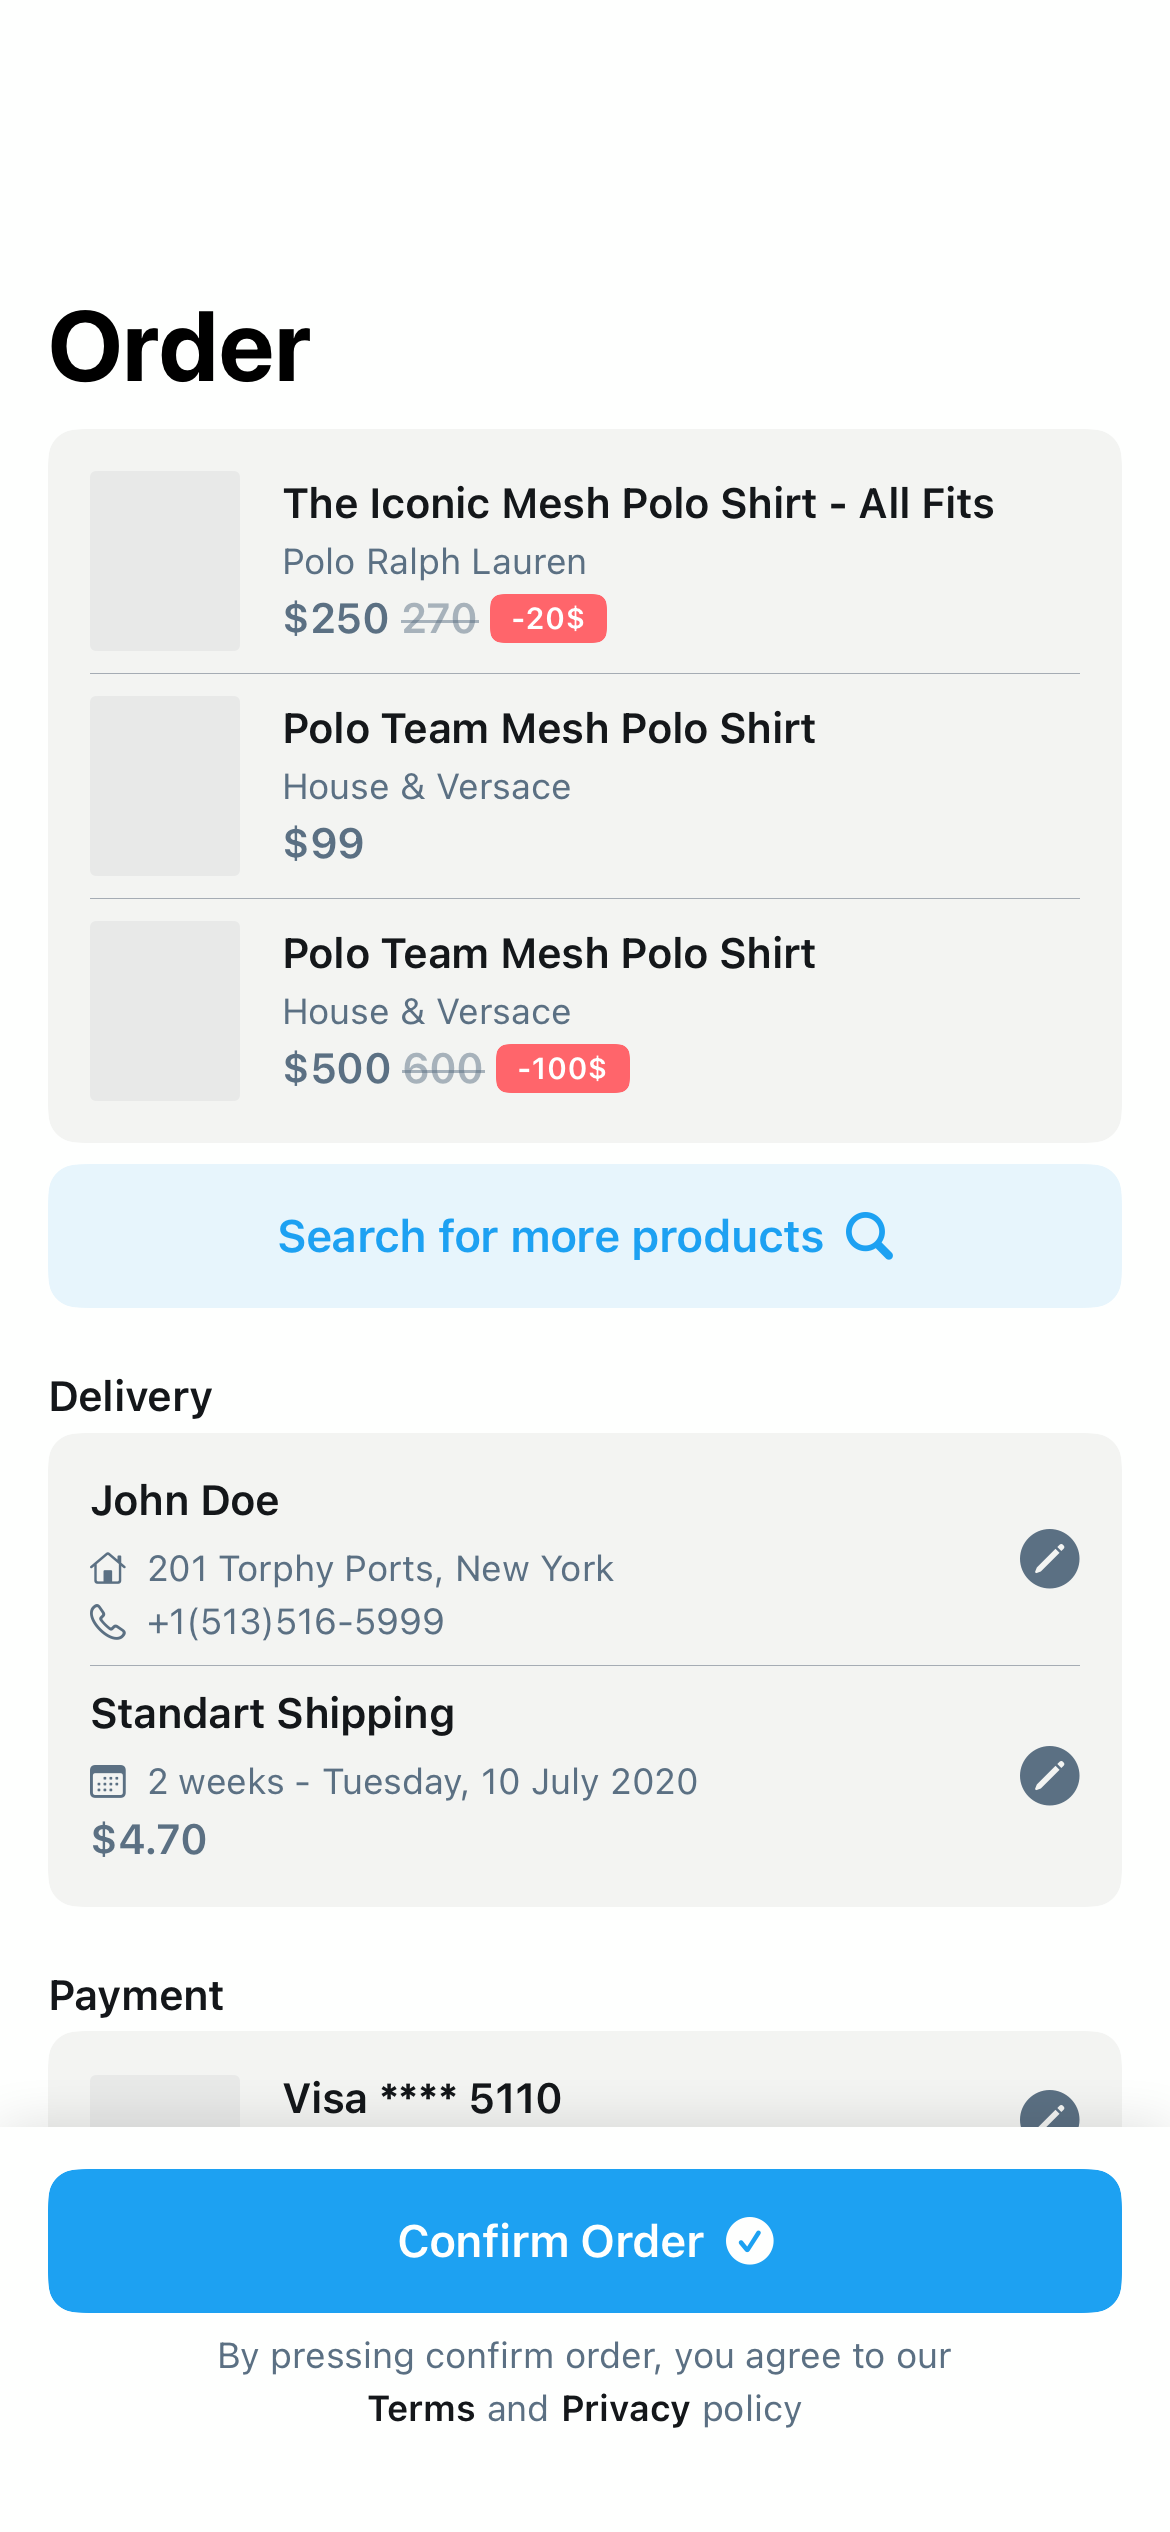 Order
The Iconic Mesh Polo Shirt - All Fits
Polo Ralph Lauren
$250 270 -20$
Polo Team Mesh Polo Shirt
House & Versace
$99
Polo Team Mesh Polo Shirt
House & Versace
$500 600 -100$
Search for more products
Delivery
John Doe
201 Torphy Ports, New York
+1(513)516-5999
Standart Shipping
2 weeks - Tuesday, 10 July 2020
$4.70
Payment
Visa **** 5110
Confirm Order
By pressing confirm order, you agree to our
Terms and Privacy policy